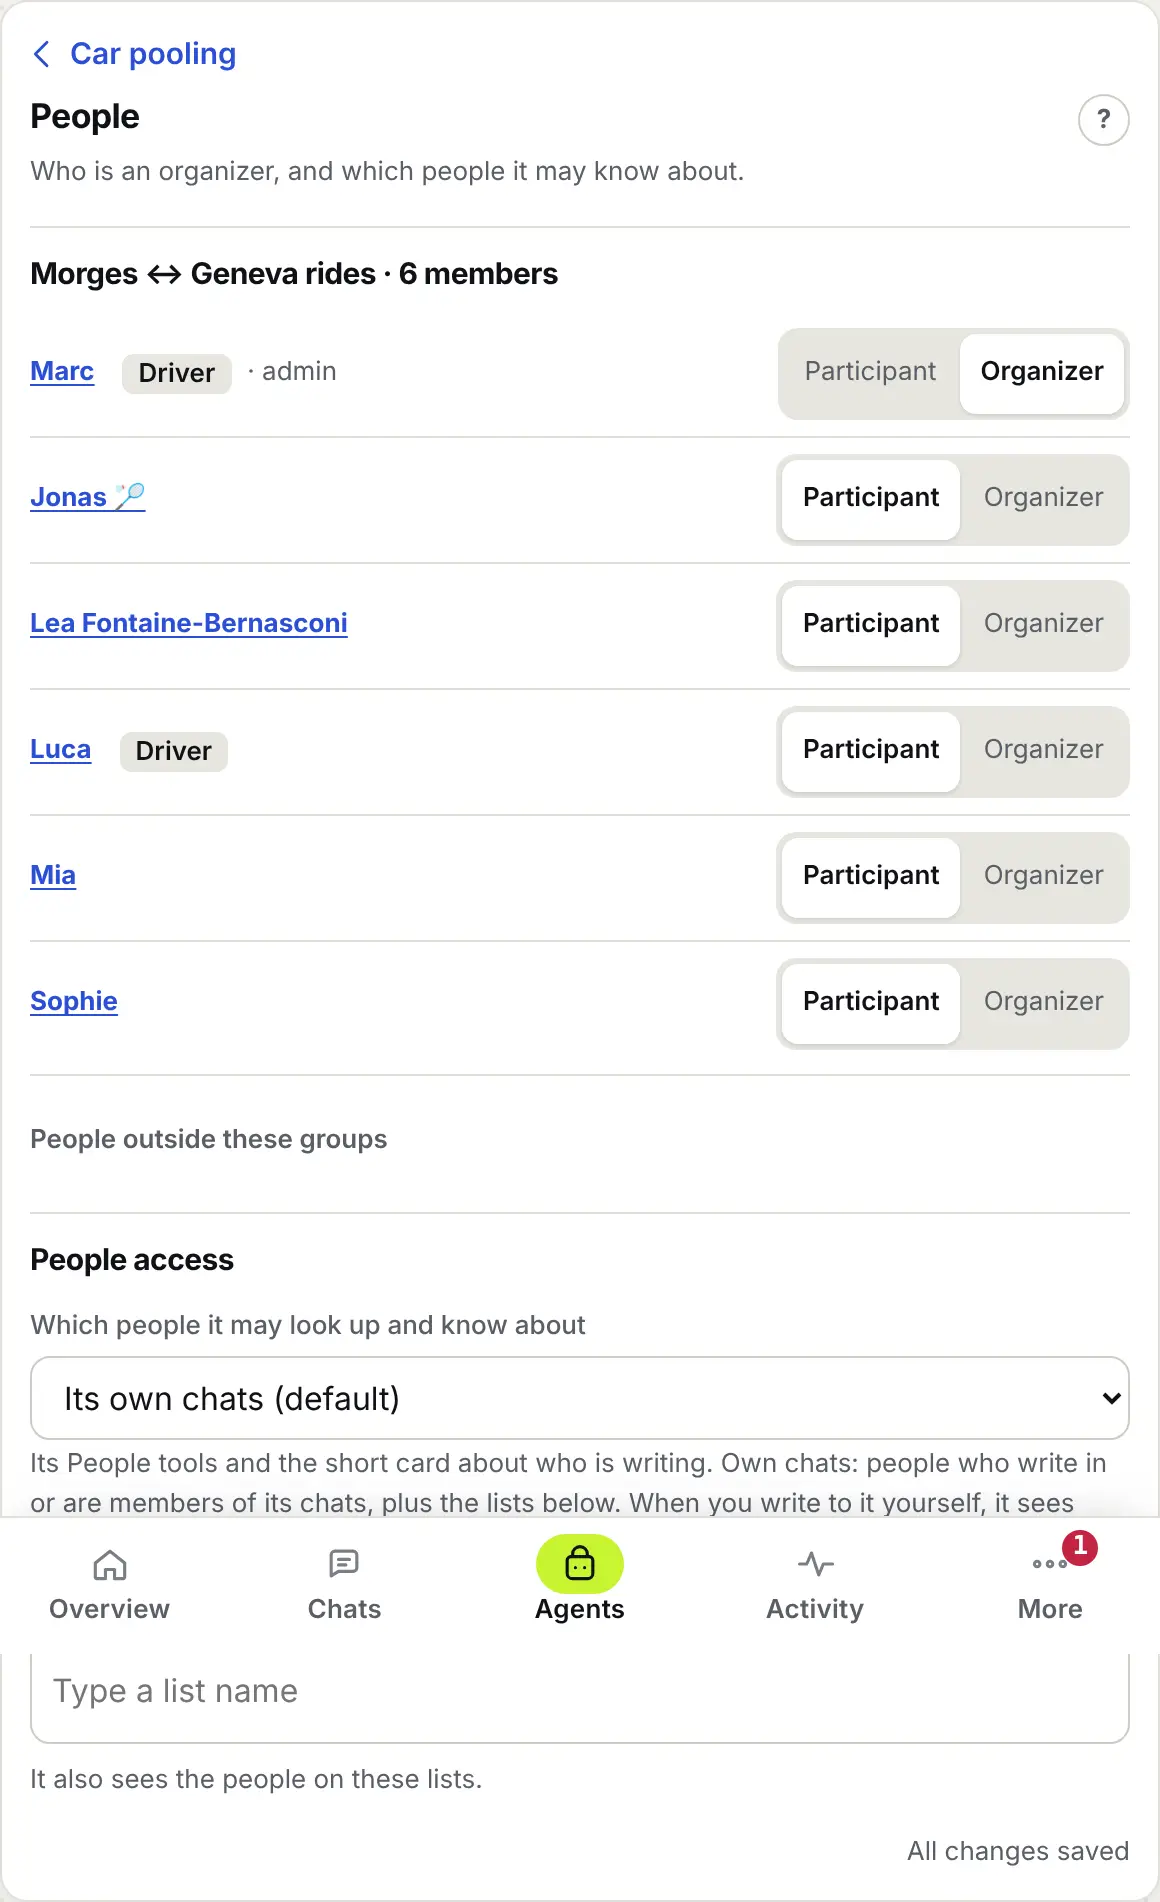 Car pooling
People
?
Who is an organizer, and which people it may know about.
Morges ↔ Geneva rides · 6 members
Marc Driver · admin Participant Organizer
Jonas 🏸 Participant Organizer
Lea Fontaine-Bernasconi Participant Organizer
Luca Driver Participant Organizer
Mia Participant Organizer
Sophie Participant Organizer
People outside these groups
People access
Which people it may look up and know about
Its own chats (default)
Its People tools and the short card about who is writing. Own chats: people who write in
or are members of its chats, plus the lists below. When you write to it yourself, it sees
1
Overview Chats Agents Activity More
Type a list name
It also sees the people on these lists.
All changes saved